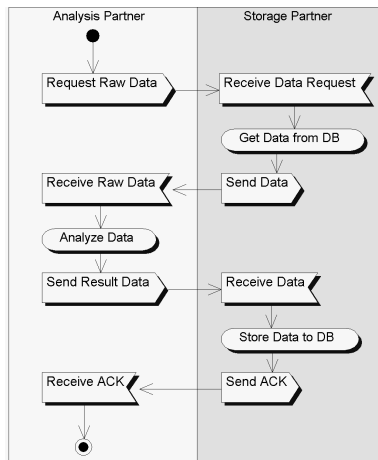 Analysis Partner
Storage Partner
Request Raw Data
Receive Data Request
Get Data from DB
Receive Raw Data
Send Data
Analyze Data
Send Result Data
Receive Data
Store Data to DB
Receive ACK
Send ACK